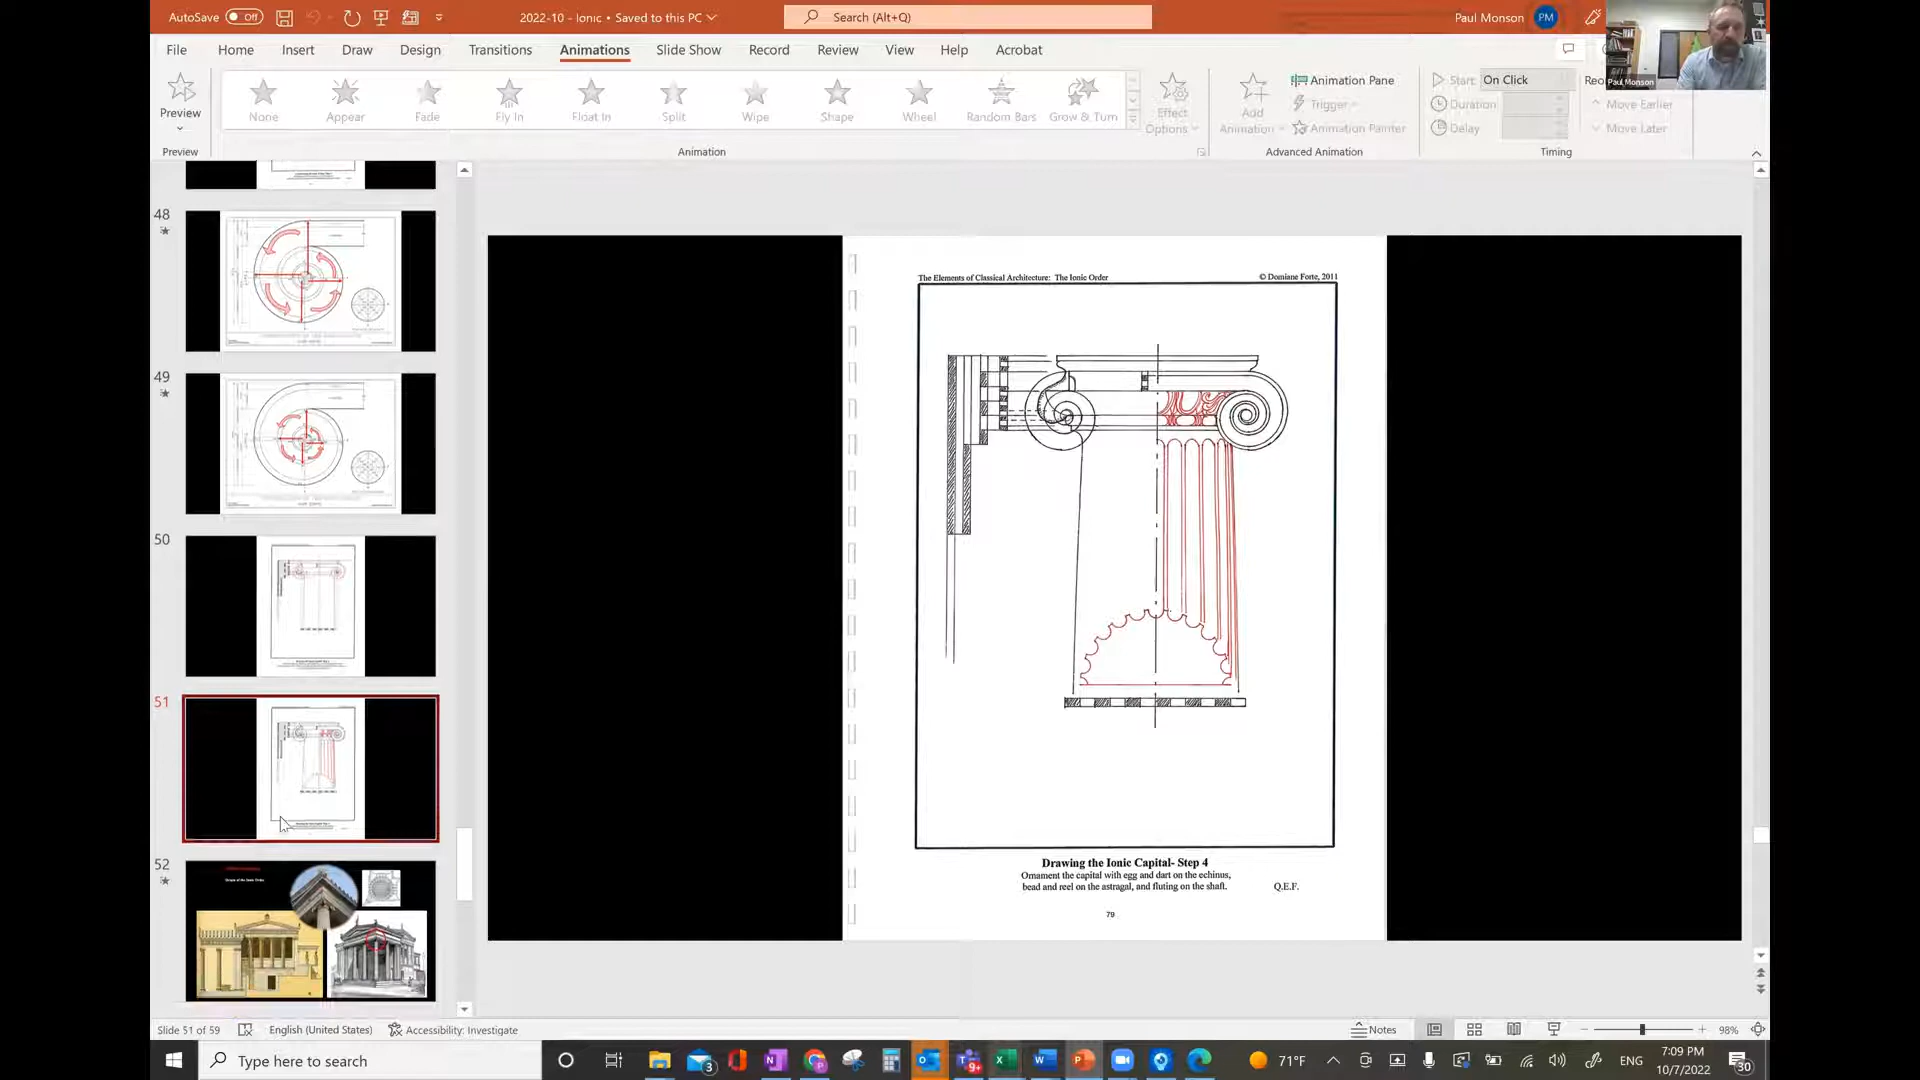 AutoSave Off
2022-10 - Ionic • Saved to this PC
Search (Alt+Q)
Paul Monson PM
File Home Insert Draw Design Transitions Animations Slide Show Record Review View Help Acrobat
Paul Monson
Preview
None Appear Fade Fly In Float In Split Wipe Shape Wheel Random Bars Grow & Turn
Effect Options
Add Animation
Animation Pane
Trigger
Animation Painter
Start: On Click
Duration
Delay
Reo
Move Earlier
Move Later
Preview Animation Advanced Animation Timing
48
49
50
51
52
The Elements of Classical Architecture: The Ionic Order © Domiane Forte, 2011
Drawing the Ionic Capital- Step 4
Ornament the capital with egg and dart on the echinus,
bead and reel on the astragal, and fluting on the shaft. Q.E.F.
79
Slide 51 of 59 English (United States) Accessibility: Investigate Notes 98%
Type here to search
3
9+
71°F
ENG
7:09 PM
10/7/2022
30